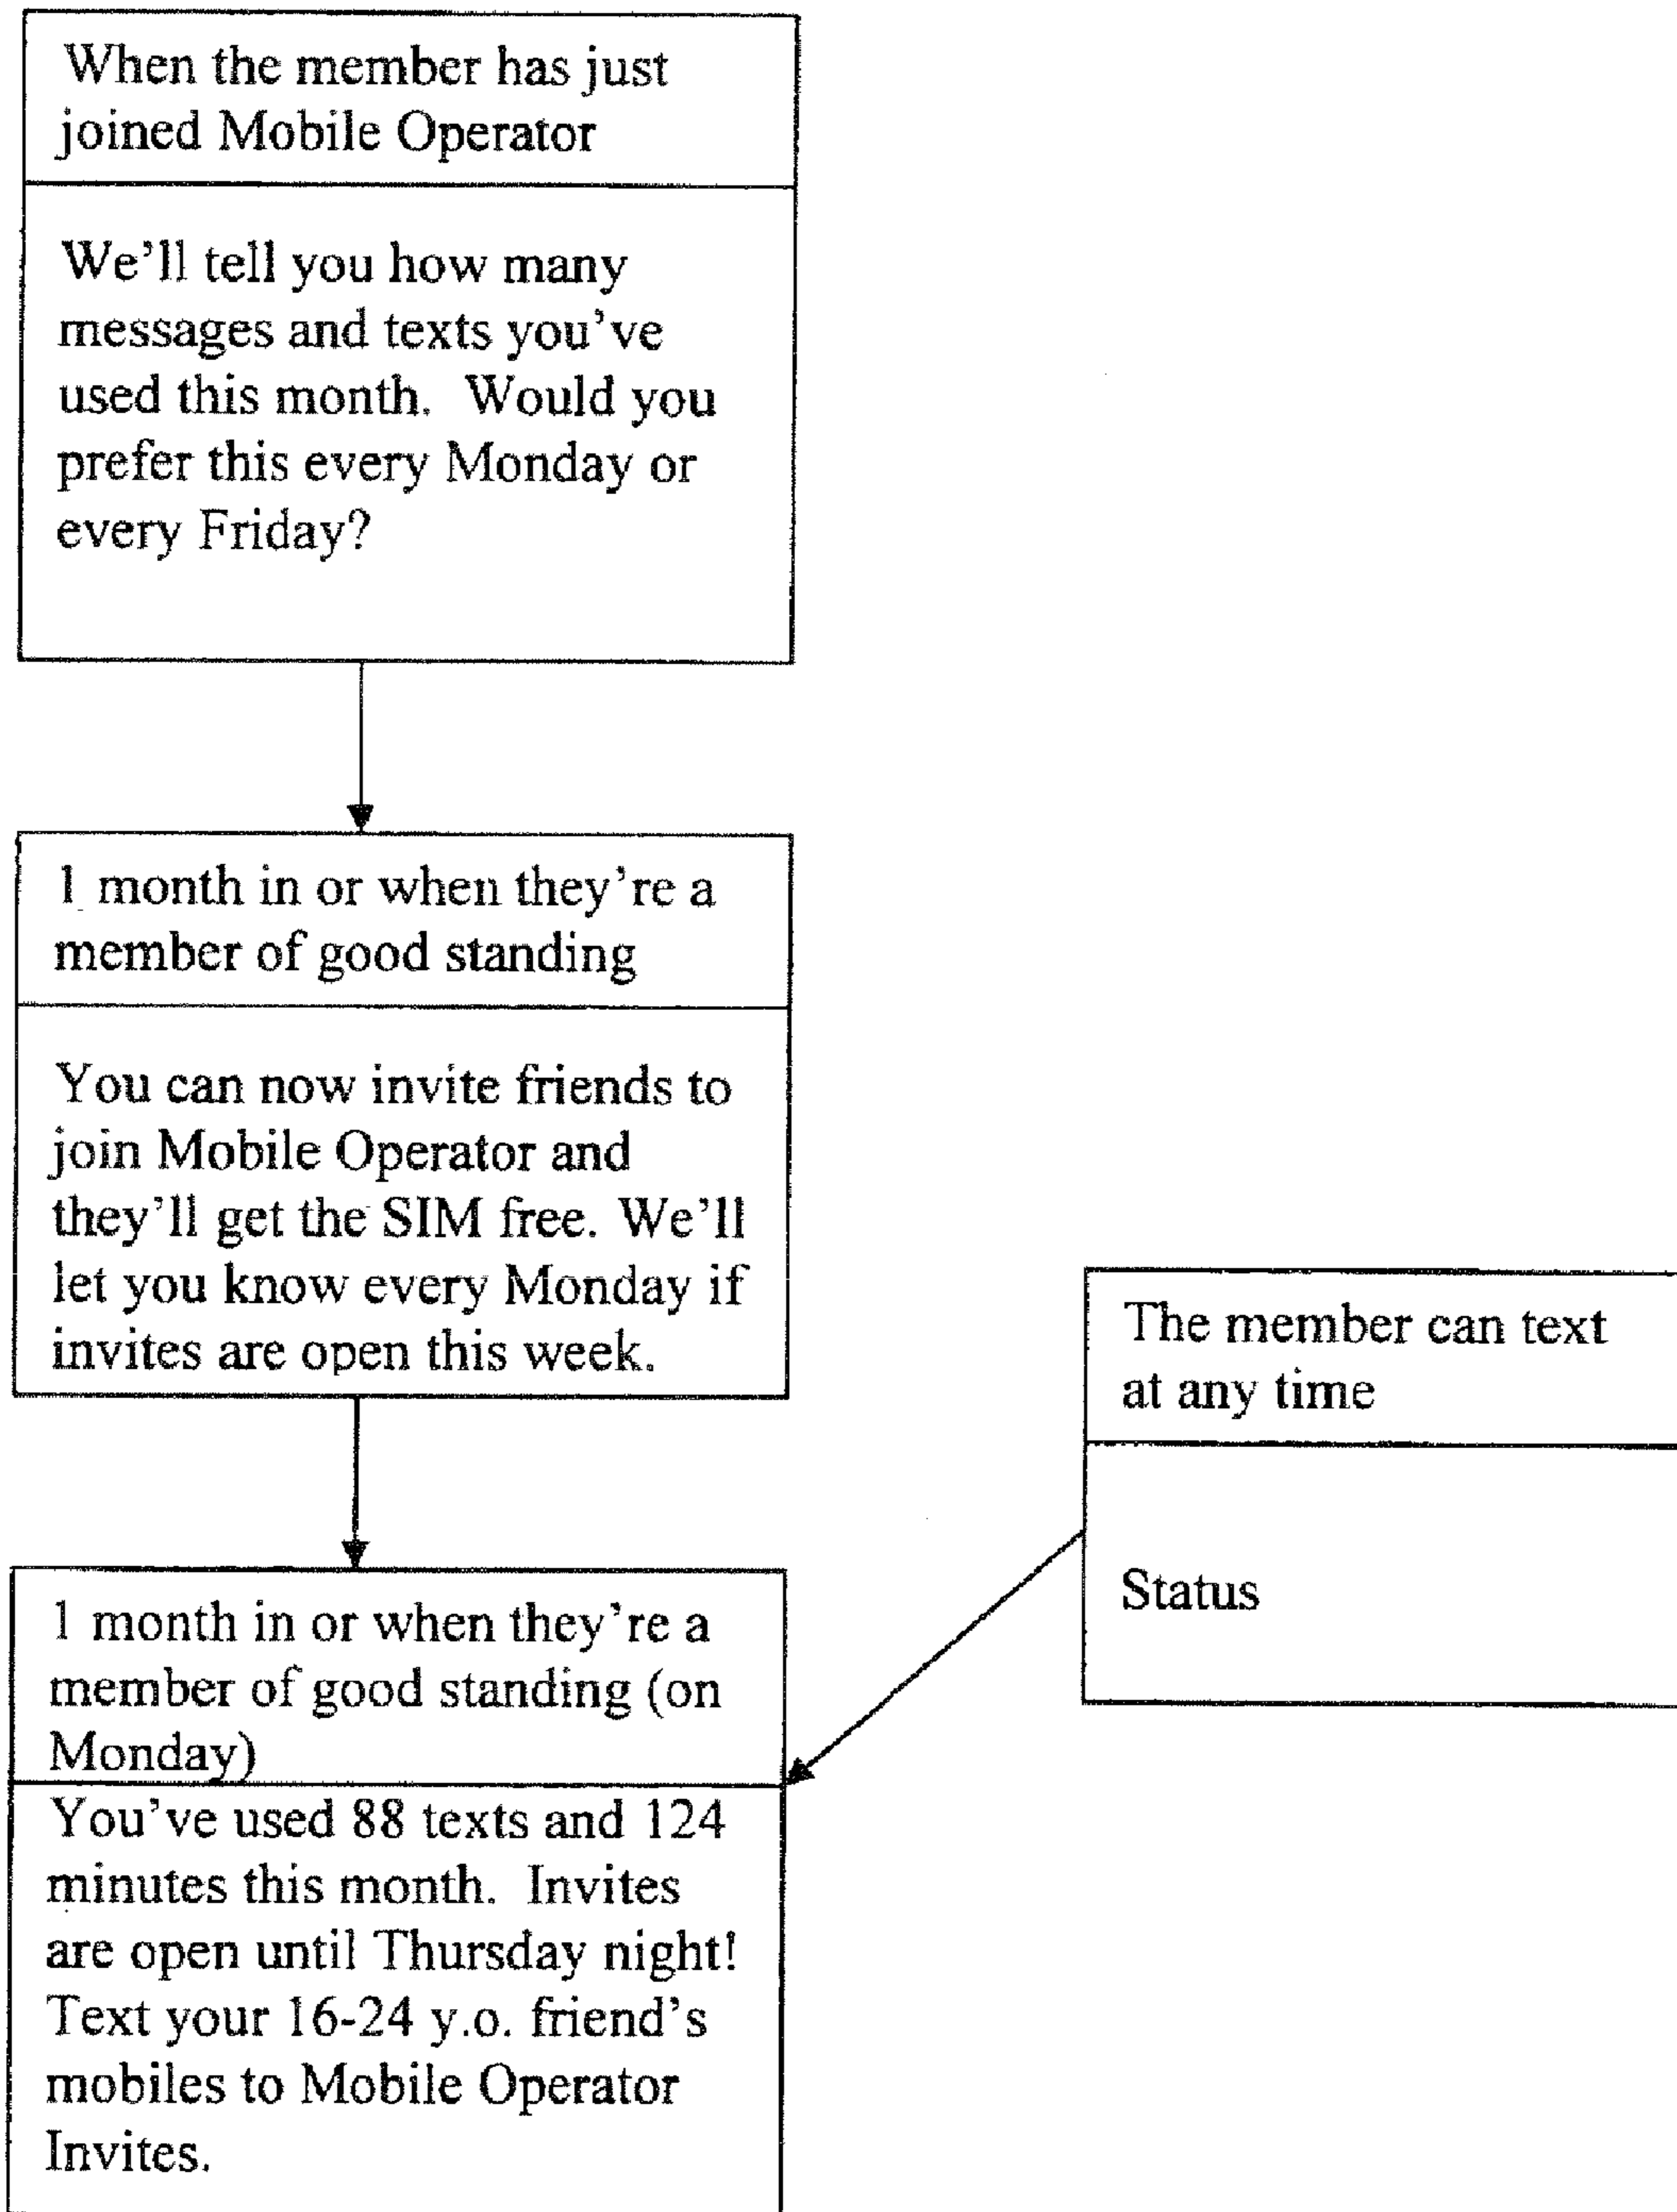 When the member has just
joined Mobile Operator
We'll tell you how many
messages and texts you've
used this month.  Would you
prefer this every Monday or
every Friday?
1 month in or when they're a
member of good standing
You can now invite friends to
join Mobile Operator and
they'll get the SIM free. We'll
let you know every Monday if
invites are open this week.
The member can text
at any time
Status
1 month in or when they're a
member of good standing (on
Monday)
You've used 88 texts and 124
minutes this month.  Invites
are open until Thursday night!
Text your 16-24 y.o. friend's
mobiles to Mobile Operator
Invites.